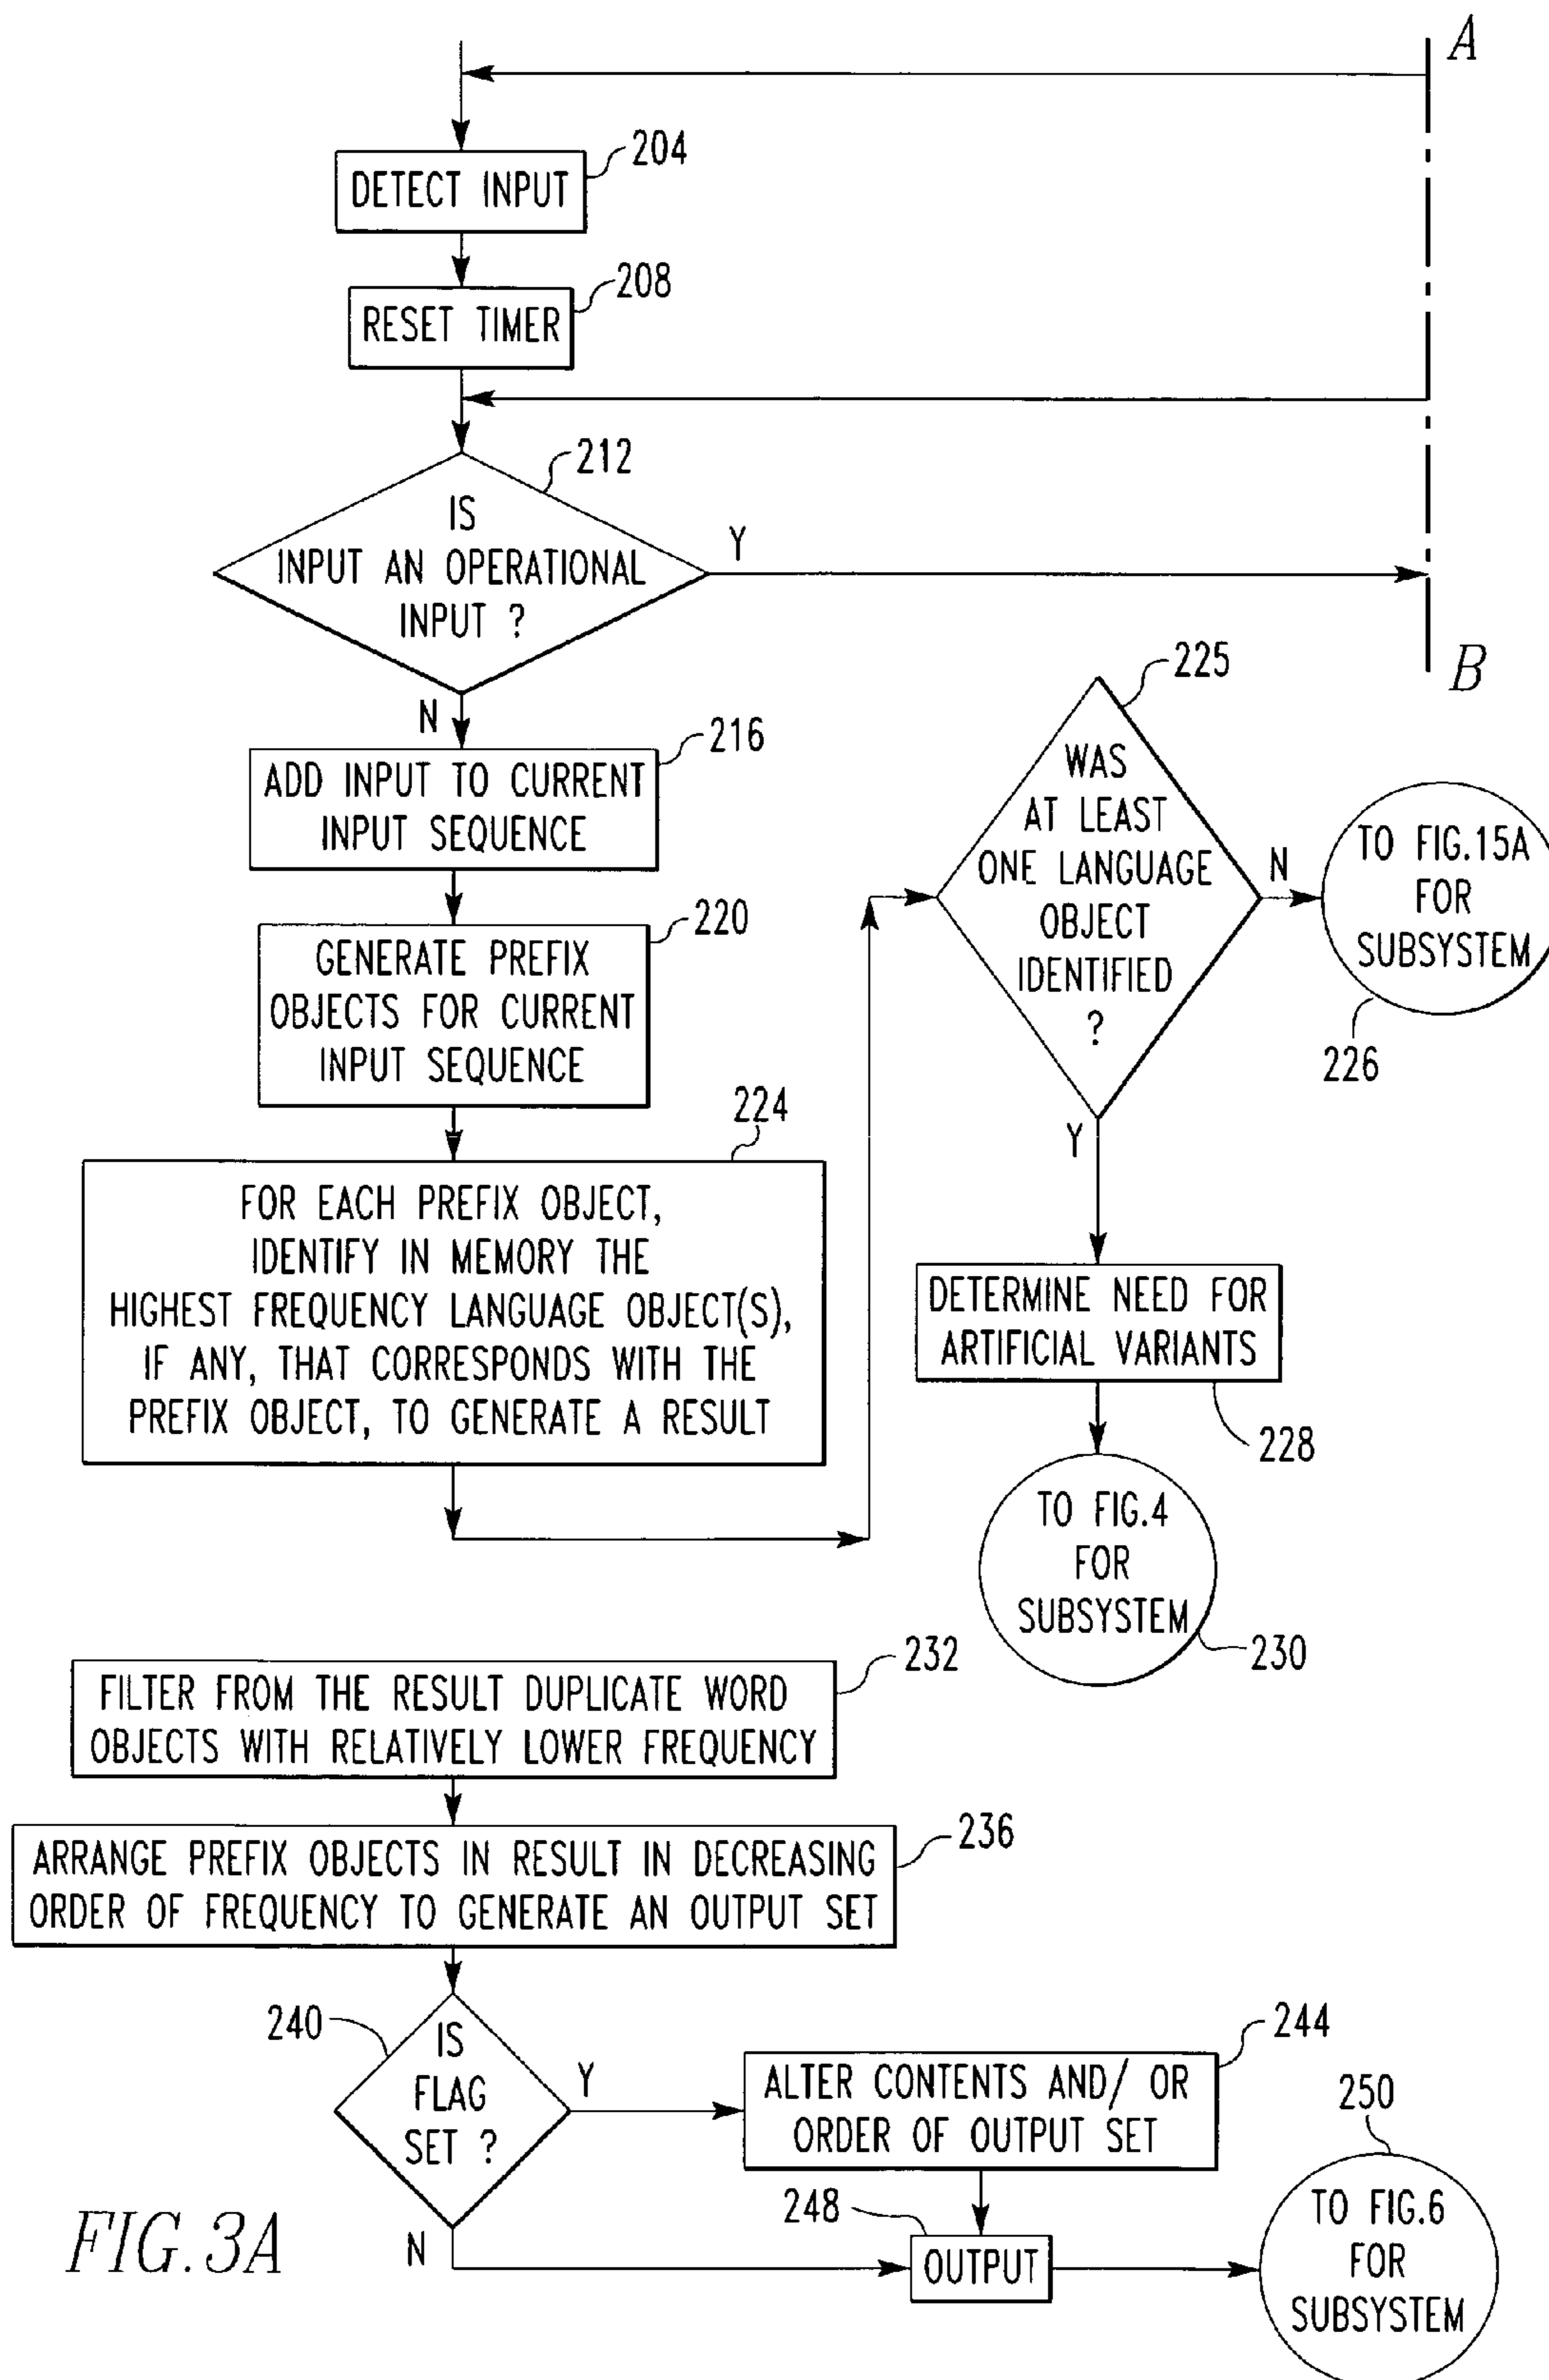 A
204
DETECT INPUT
208
RESET TIMER
212
IS
INPUT AN OPERATIONAL
INPUT ?
Y
B
N
216
ADD INPUT TO CURRENT
INPUT SEQUENCE
220
GENERATE PREFIX
OBJECTS FOR CURRENT
INPUT SEQUENCE
224
FOR EACH PREFIX OBJECT,
IDENTIFY IN MEMORY THE
HIGHEST FREQUENCY LANGUAGE OBJECT(S),
IF ANY, THAT CORRESPONDS WITH THE
PREFIX OBJECT, TO GENERATE A RESULT
225
WAS
AT LEAST
ONE LANGUAGE
OBJECT
IDENTIFIED
?
N
TO FIG.15A
FOR
SUBSYSTEM
226
Y
DETERMINE NEED FOR
ARTIFICIAL VARIANTS
228
TO FIG.4
FOR
SUBSYSTEM
230
232
FILTER FROM THE RESULT DUPLICATE WORD
OBJECTS WITH RELATIVELY LOWER FREQUENCY
236
ARRANGE PREFIX OBJECTS IN RESULT IN DECREASING
ORDER OF FREQUENCY TO GENERATE AN OUTPUT SET
240
IS
FLAG
SET ?
Y
244
ALTER CONTENTS AND/ OR
ORDER OF OUTPUT SET
N
248
OUTPUT
250
TO FIG.6
FOR
SUBSYSTEM
FIG.3A